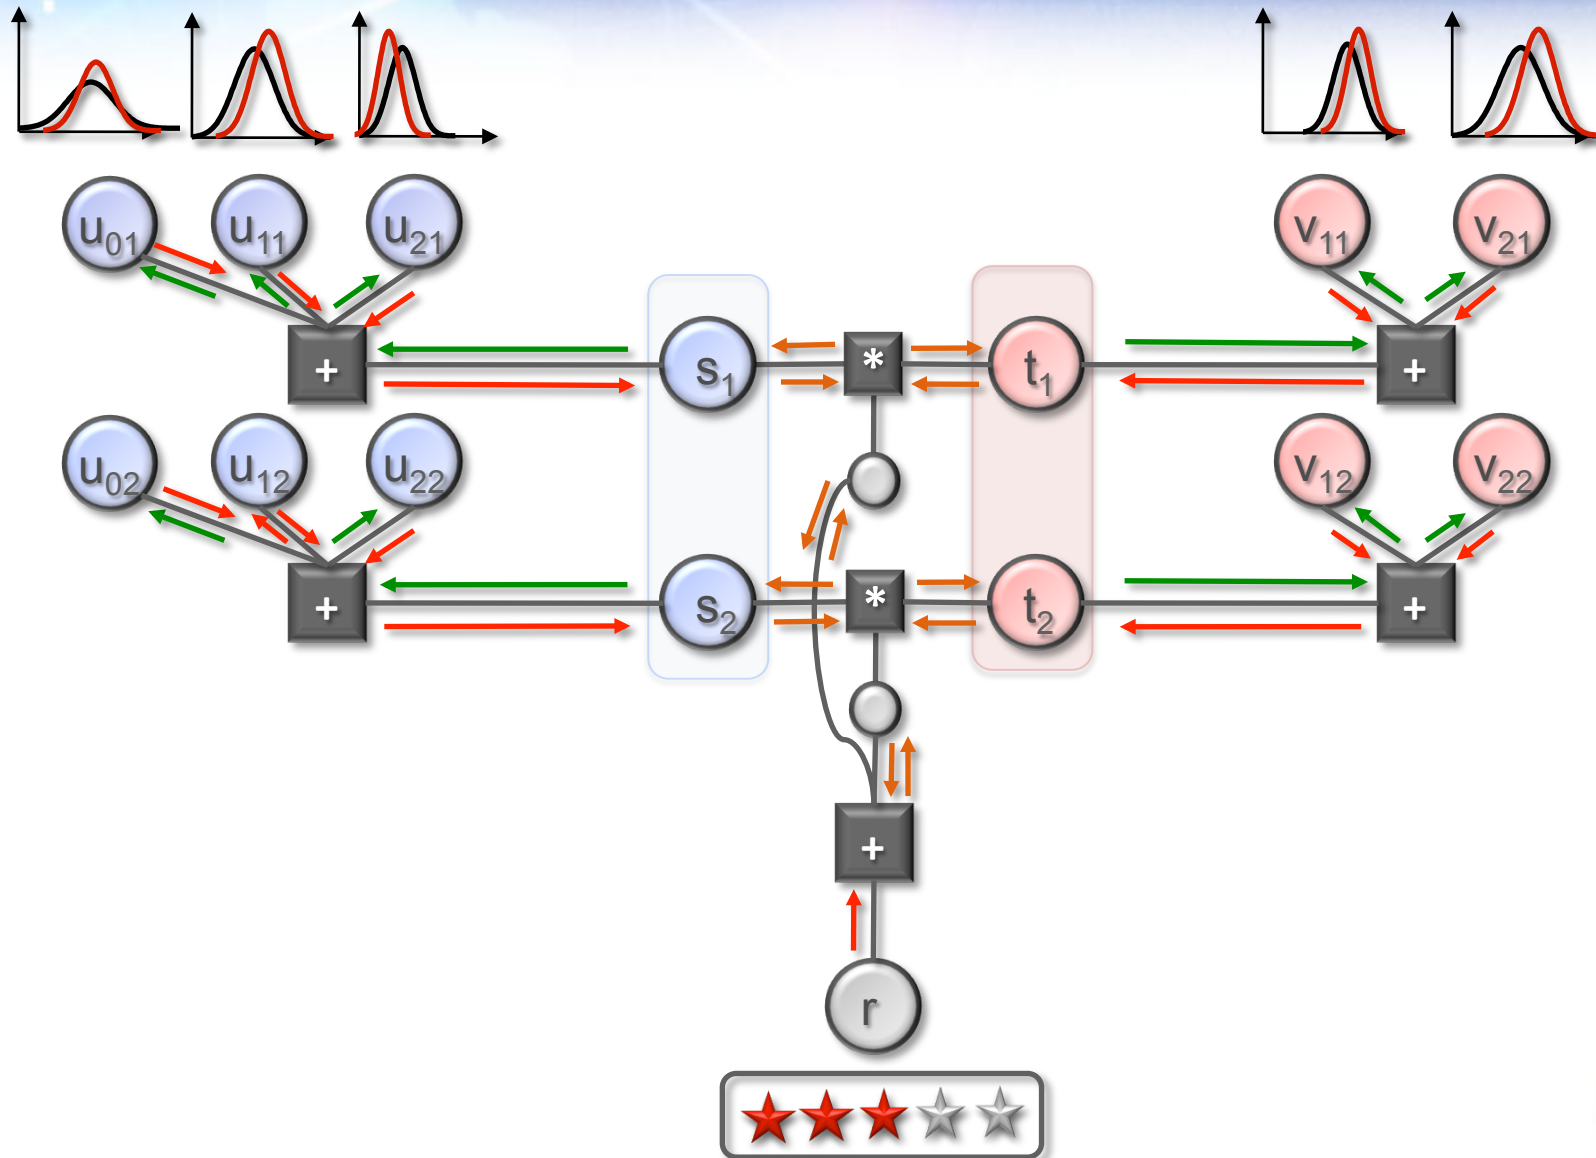 u₀₁ u₁₁ u₂₁ v₁₁ v₂₁
+ s₁ * t₁ +
u₀₂ u₁₂ u₂₂ v₁₂ v₂₂
+ s₂ * t₂ +
+
r